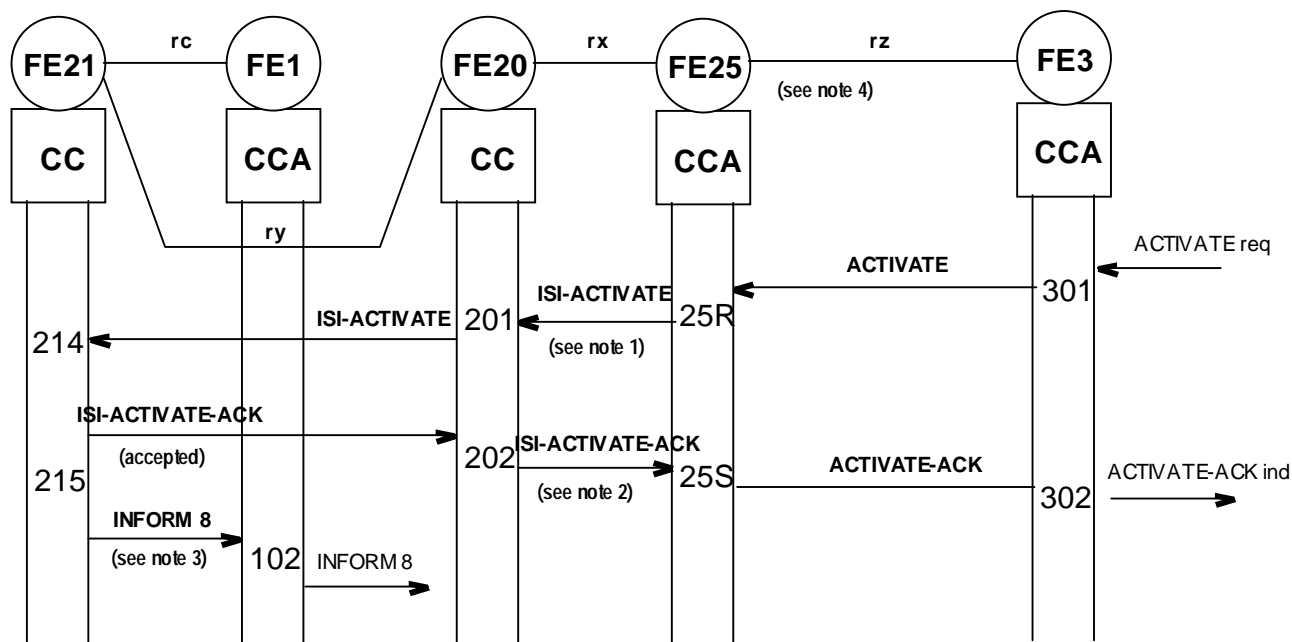 rc
rx
rz
FE21
FE1
FE20
FE25
FE3
(see note 4)
CC
CCA
CC
CCA
CCA
ry
ACTIVATE req
ACTIVATE
301
ISI-ACTIVATE
25R
ISI-ACTIVATE
201
(see note 1)
214
ISI-ACTIVATE-ACK
(accepted)
202
ISI-ACTIVATE-ACK
(see note 2)
25S
ACTIVATE-ACK
302
ACTIVATE-ACK ind
215
INFORM 8
(see note 3)
102
INFORM 8